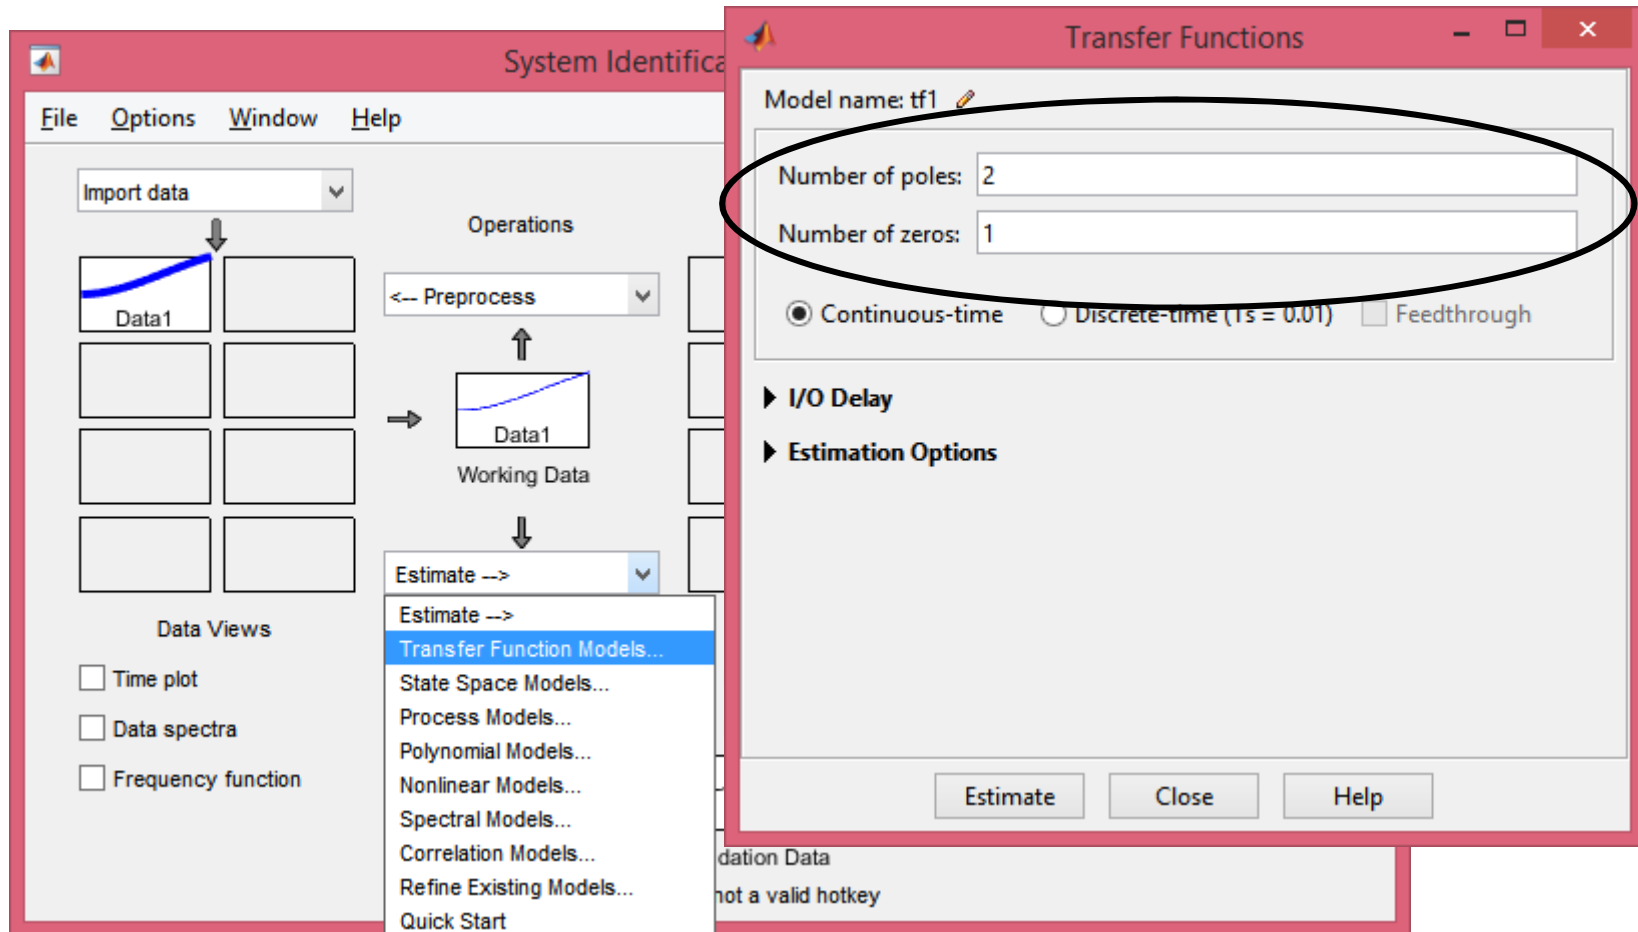 System Identifica
File Options Window Help
Import data
Operations
Data1
<-- Preprocess
Data1
Working Data
Estimate -->
Estimate -->
Transfer Function Models...
State Space Models...
Process Models...
Polynomial Models...
Nonlinear Models...
Spectral Models...
Correlation Models...
Refine Existing Models...
Quick Start
Data Views
Time plot
Data spectra
Frequency function
dation Data
not a valid hotkey
Transfer Functions
Model name: tf1
Number of poles: 2
Number of zeros: 1
Continuous-time Discrete-time (Ts = 0.01) Feedthrough
I/O Delay
Estimation Options
Estimate Close Help